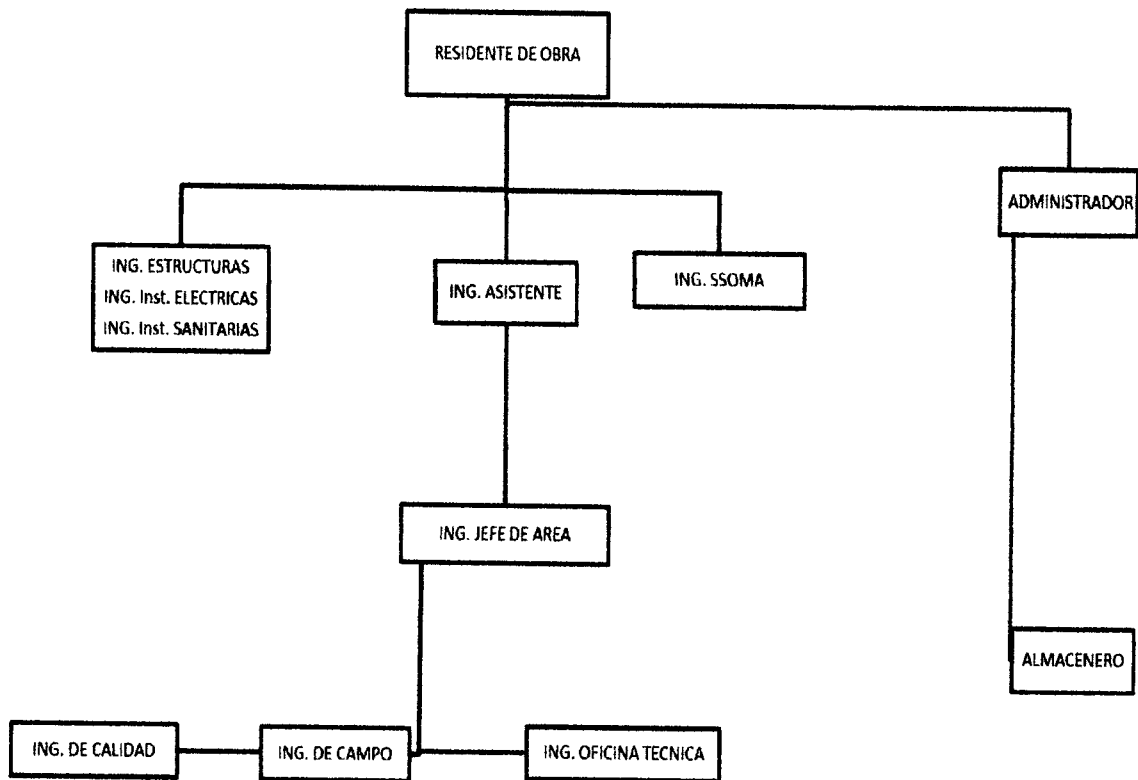 RESIDENTE DE OBRA
ADMINISTRADOR
ING. ESTRUCTURAS
ING. Inst. ELECTRICAS
ING. Inst. SANITARIAS
ING. ASISTENTE
ING. SSOMA
ING. JEFE DE AREA
ALMACENERO
ING. DE CALIDAD
ING. DE CAMPO
ING. OFICINA TECNICA